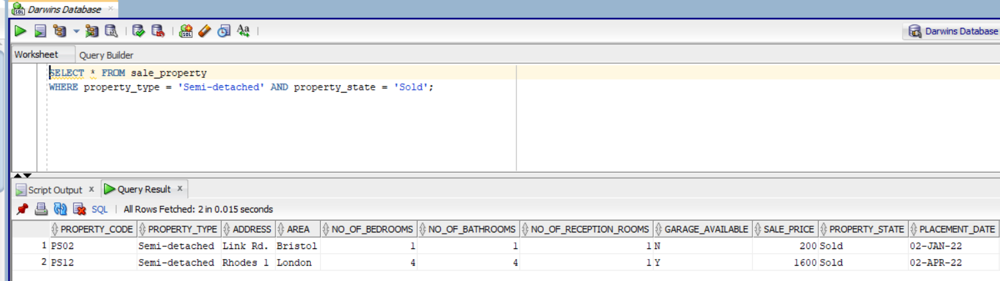 Darwins Database
Darwins Database
Worksheet Query Builder
SELECT * FROM sale_property
WHERE property_type = 'Semi-detached' AND property_state = 'Sold';
Script Output x Query Result x
SQL | All Rows Fetched: 2 in 0.015 seconds
PROPERTY_CODE PROPERTY_TYPE ADDRESS AREA NO_OF_BEDROOMS NO_OF_BATHROOMS NO_OF_RECEPTION_ROOMS GARAGE_AVAILABLE SALE_PRICE PROPERTY_STATE PLACEMENT_DATE
1 PS02 Semi-detached Link Rd. Bristol 1 1 1 N 200 Sold 02-JAN-22
2 PS12 Semi-detached Rhodes 1 London 4 4 1 Y 1600 Sold 02-APR-22